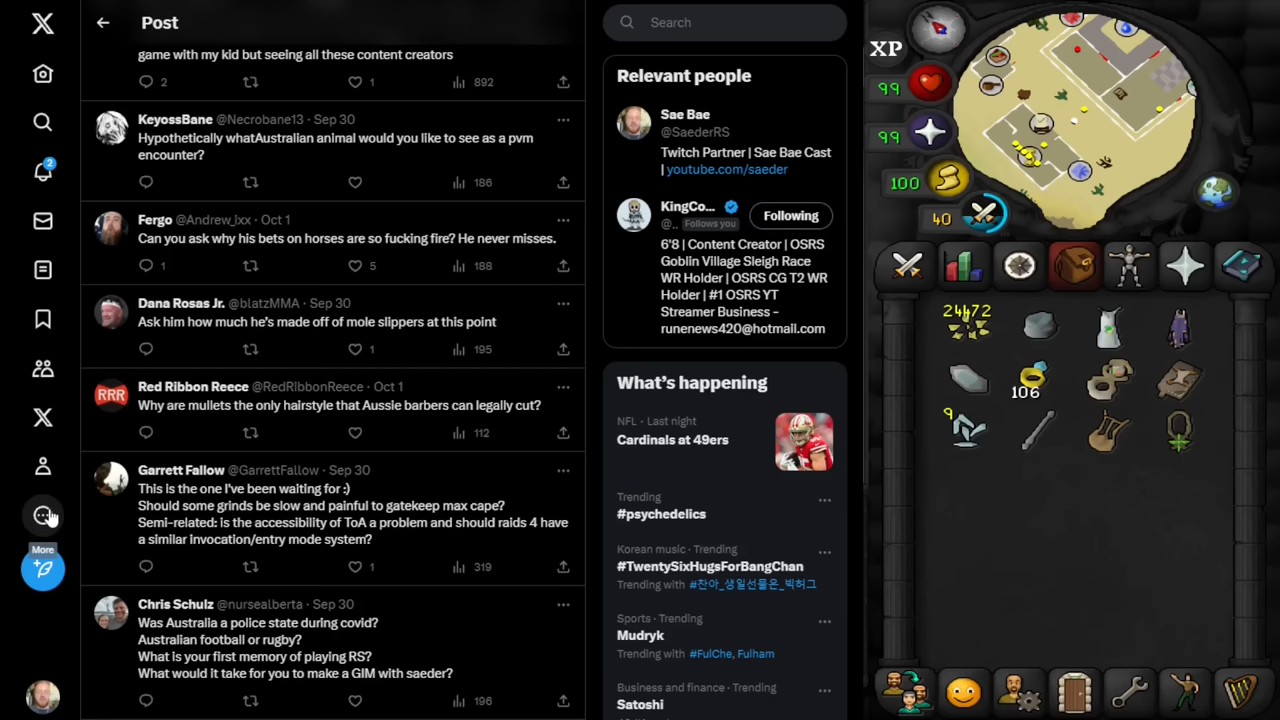 Post
game with my kid but seeing all these content creators
2
1
892
KeyossBane @Necrobane13 · Sep 30
Hypothetically whatAustralian animal would you like to see as a pvm
encounter?
186
Fergo @Andrew_ixx · Oct 1
Can you ask why his bets on horses are so fucking fire? He never misses.
1
5
188
Dana Rosas Jr. @blatzMMA · Sep 30
Ask him how much he's made off of mole slippers at this point
1
195
Red Ribbon Reece @RedRIbbonReece · Oct 1
Why are mullets the only hairstyle that Aussie barbers can legally cut?
112
Garrett Fallow @GarrettFallow · Sep 30
This is the one I've been waiting for :)
Should some grinds be slow and painful to gatekeep max cape?
Semi-related: is the accessibility of ToA a problem and should raids 4 have
a similar invocation/entry mode system?
1
319
Chris Schulz @nursealberta · Sep 30
Was Australia a police state during covid?
Australian football or rugby?
What is your first memory of playing RS?
What would it take for you to make a GIM with saeder?
196
2
More
RRR
Search
Relevant people
Sae Bae
@SaederRS
Twitch Partner | Sae Bae Cast
| youtube.com/saeder
KingCo...
@.. Follows you
Following
6'8 | Content Creator | OSRS
Goblin Village Sleigh Race
WR Holder | OSRS CG T2 WR
Holder | #1 OSRS YT
Streamer Business -
runenews420@hotmail.com
What's happening
NFL · Last night
Cardinals at 49ers
Trending
#psychedelics
Korean music · Trending
#TwentySixHugsForBangChan
Trending with #찬아_생일선물은_빅허그
Sports · Trending
Mudryk
Trending with #FulChe, Fulham
Business and finance · Trending
Satoshi
XP
99
99
100
40
24472
106
9